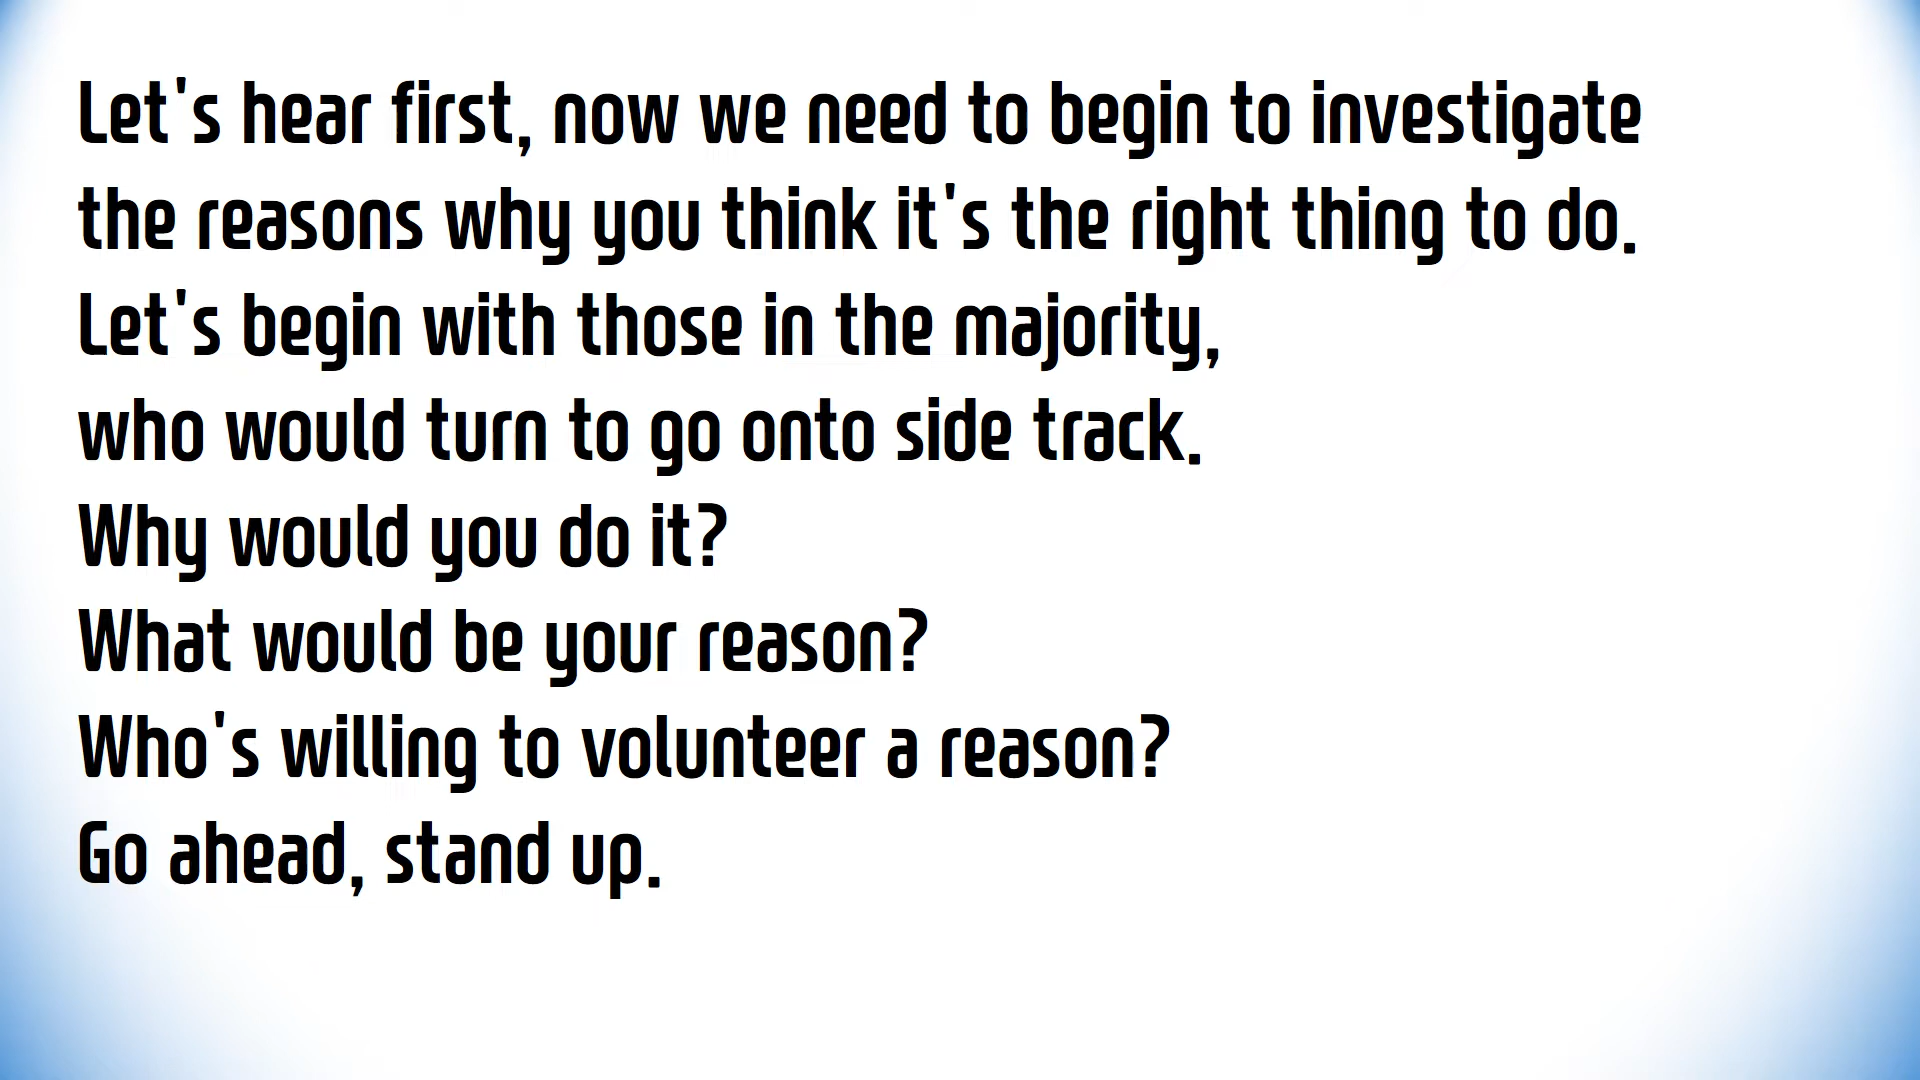 Let's hear first, now we need to begin to investigate
the reasons why you think it's the right thing to do.
Let's begin with those in the majority,
who would turn to go onto side track.
Why would you do it?
What would be your reason?
Who's willing to volunteer a reason?
Go ahead, stand up.